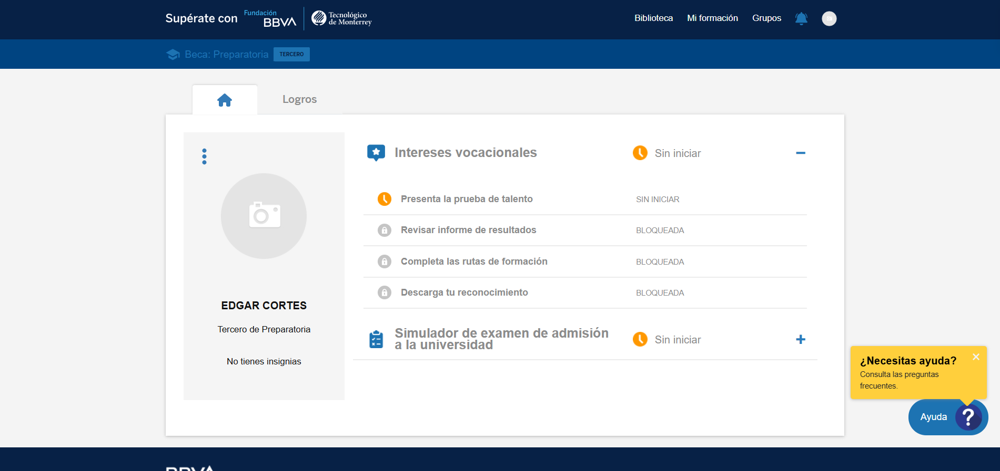 Supérate con
Fundación
BBVA
Tecnológico
de Monterrey
Biblioteca
Mi formación
Grupos
Beca: Preparatoria
TERCERO
Logros
EDGAR CORTES
Tercero de Preparatoria
No tienes insignias
Intereses vocacionales
Sin iniciar
Presenta la prueba de talento
SIN INICIAR
Revisar informe de resultados
BLOQUEADA
Completa las rutas de formación
BLOQUEADA
Descarga tu reconocimiento
BLOQUEADA
Simulador de examen de admisión
a la universidad
Sin iniciar
¿Necesitas ayuda?
Consulta las preguntas
frecuentes.
Ayuda
BBVA